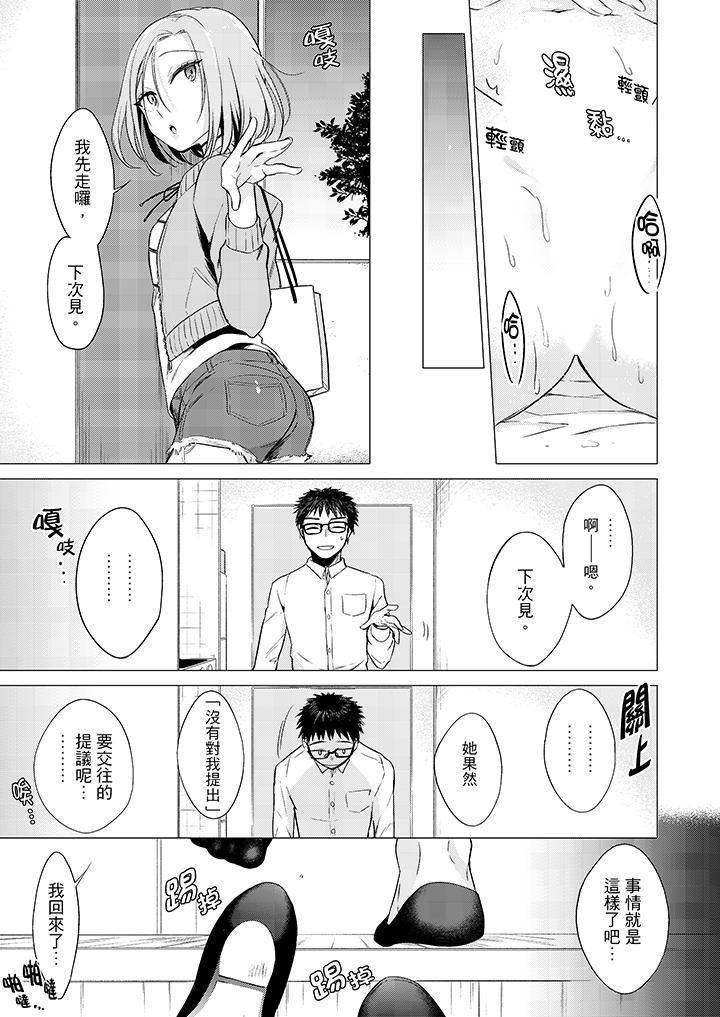 濕
黏…
輕顫
輕顫
哈啊—
哈…
嘎吱
我先走囉，
下次見。
……
啊—嗯。
下次見。
………
………
嘎吱…
關上
………
她果然
「沒有對我提出」
要交往的
提議呢…
………
唉…
事情就是
這樣了吧…
踢掉
踢掉
我回來了…
啪噠
啪噠…